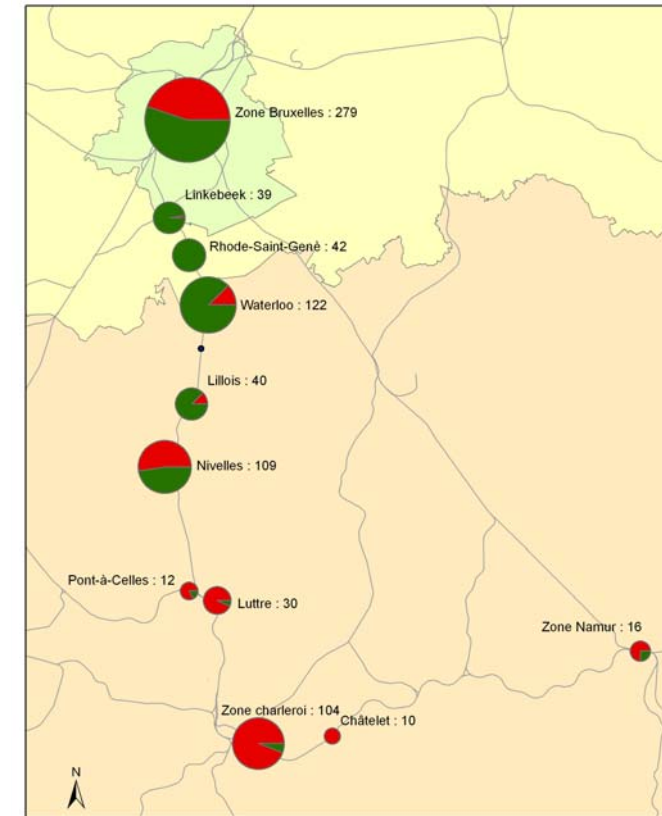 Zone Bruxelles : 279
Linkebeek : 39
Rhode-Saint-Genè : 42
Waterloo : 122
Lillois : 40
Nivelles : 109
Pont-à-Celles : 12
Luttre : 30
Zone Namur : 16
Zone charleroi : 104
Châtelet : 10
N